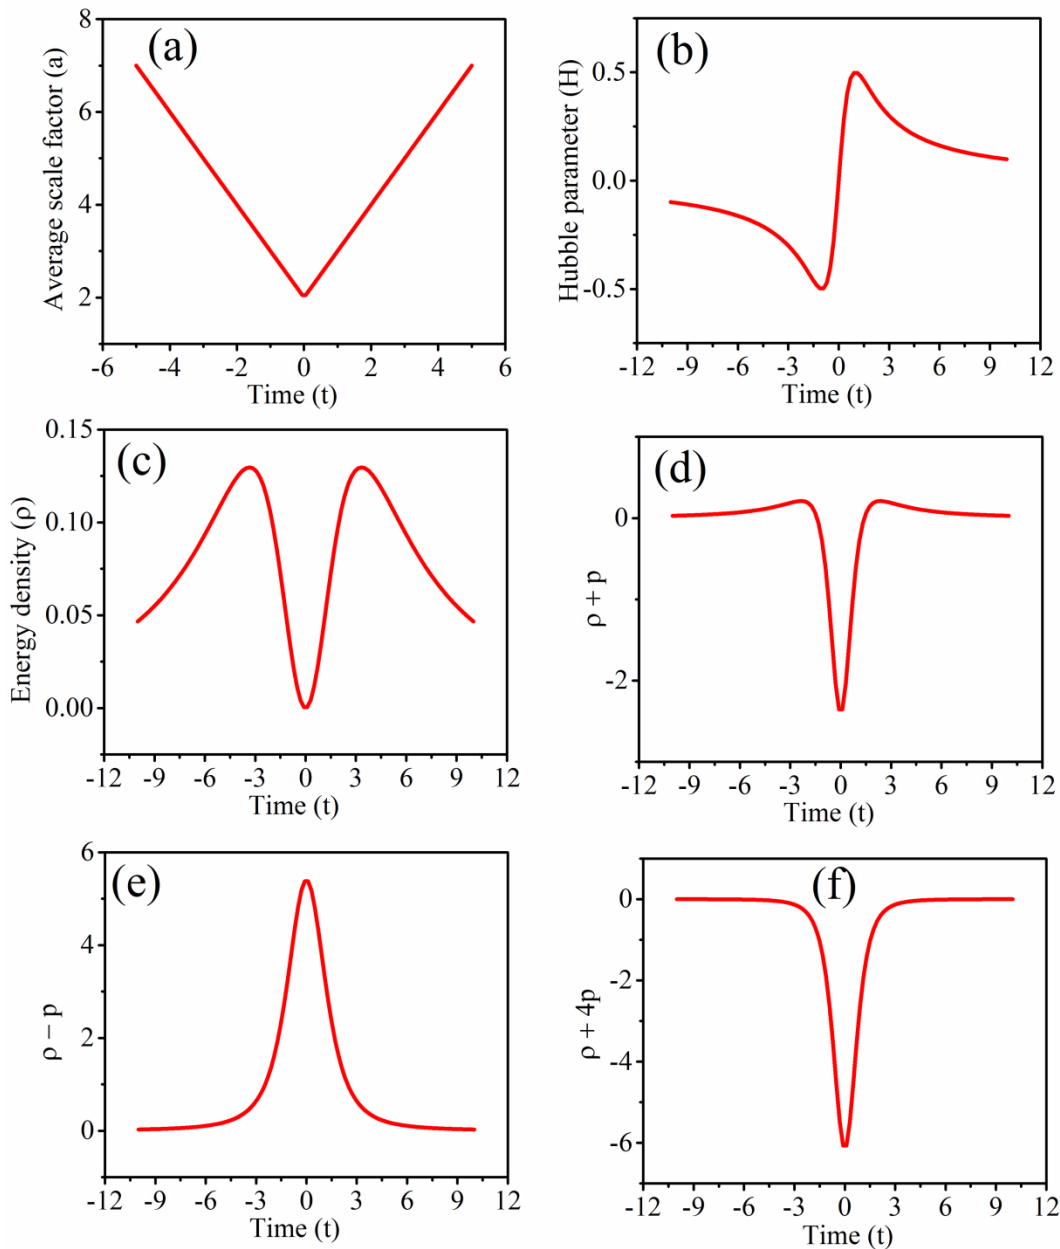 (a)
Average scale factor (a)
8
6
4
2
-6 -4 -2 0 2 4 6
Time (t)
(b)
Hubble parameter (H)
0.5
0.0
-0.5
-12 -9 -6 -3 0 3 6 9 12
Time (t)
(c)
Energy density (ρ)
0.15
0.10
0.05
0.00
-12 -9 -6 -3 0 3 6 9 12
Time (t)
(d)
ρ + p
0
-2
-12 -9 -6 -3 0 3 6 9 12
Time (t)
(e)
ρ – p
6
4
2
0
-12 -9 -6 -3 0 3 6 9 12
Time (t)
(f)
ρ + 4p
0
-2
-4
-6
-12 -9 -6 -3 0 3 6 9 12
Time (t)